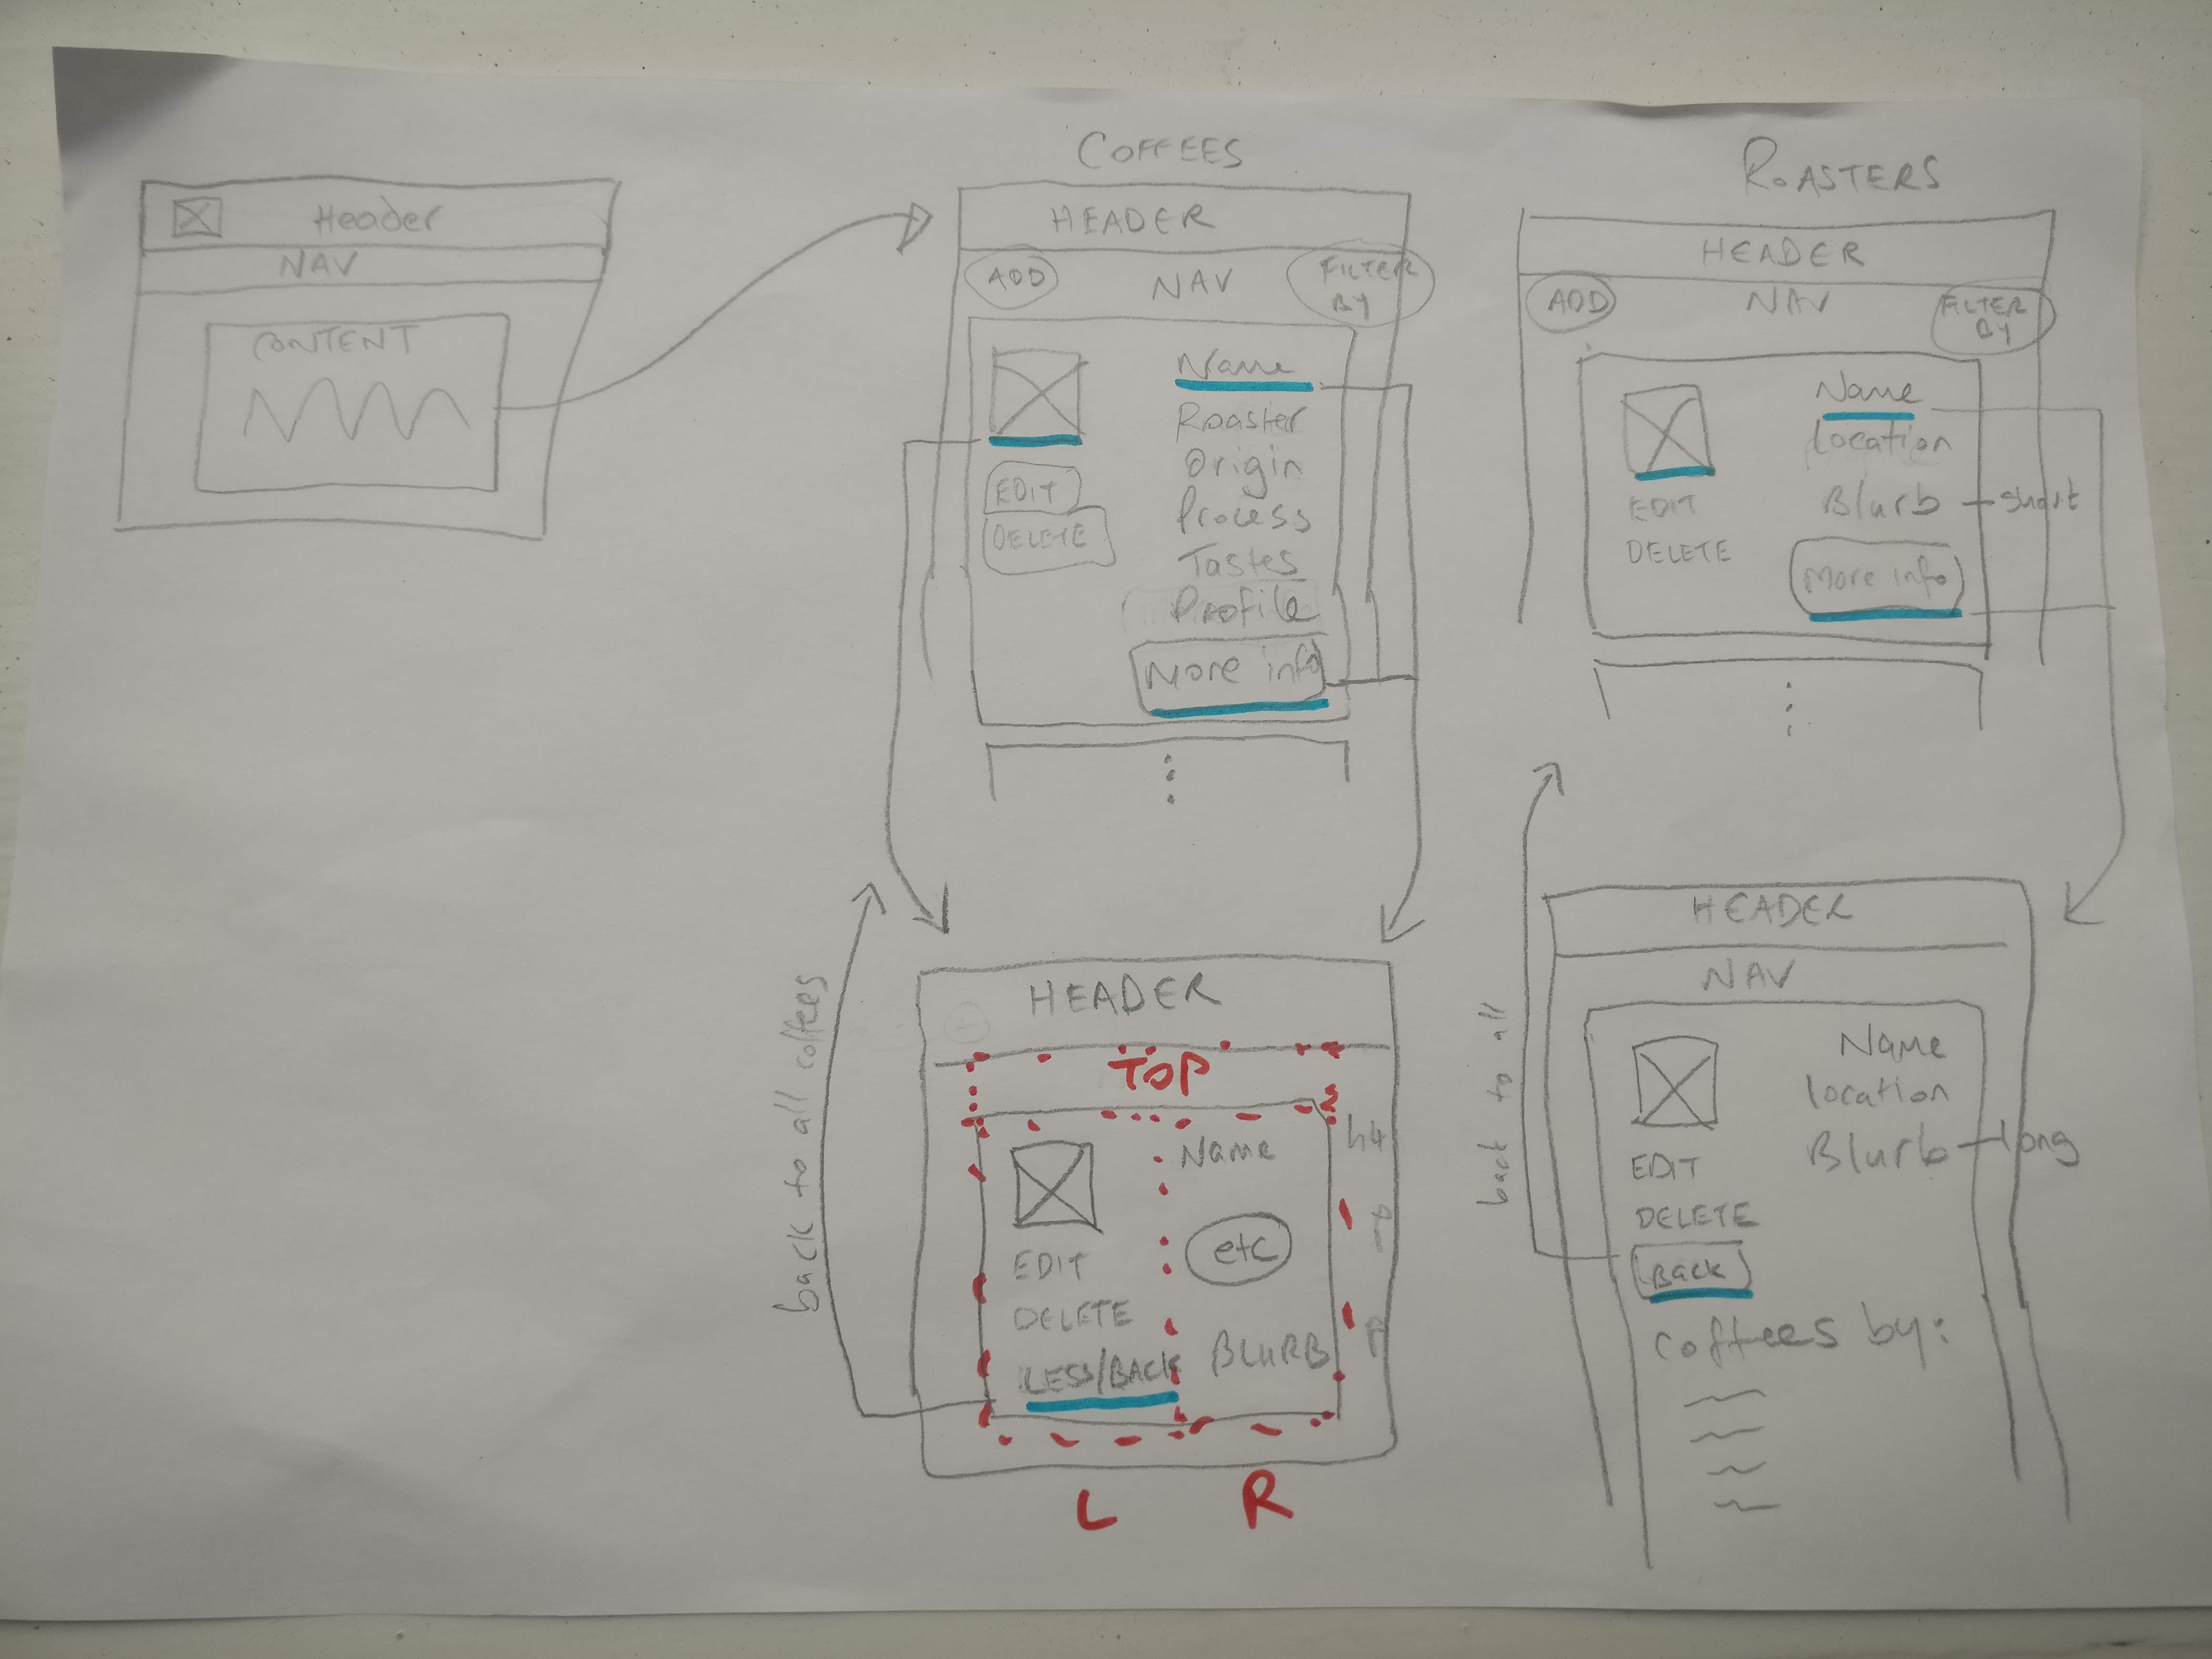 Header
NAV
CONTENT
COFFEES
HEADER
ADD
NAV
FILTER
BY
Name
Roaster
Origin
Process
Tastes
Profile
More info
EDIT
DELETE
ROASTERS
HEADER
ADD
NAV
FILTER
BY
Name
Location
Blurb - short
More info
EDIT
DELETE
back to all coffees
HEADER
TOP
Name
h4
etc
P
BLURB
P
EDIT
DELETE
LESS/BACK
L
R
back to all
HEADER
NAV
Name
Location
Blurb - long
EDIT
DELETE
BACK
Coffees by: